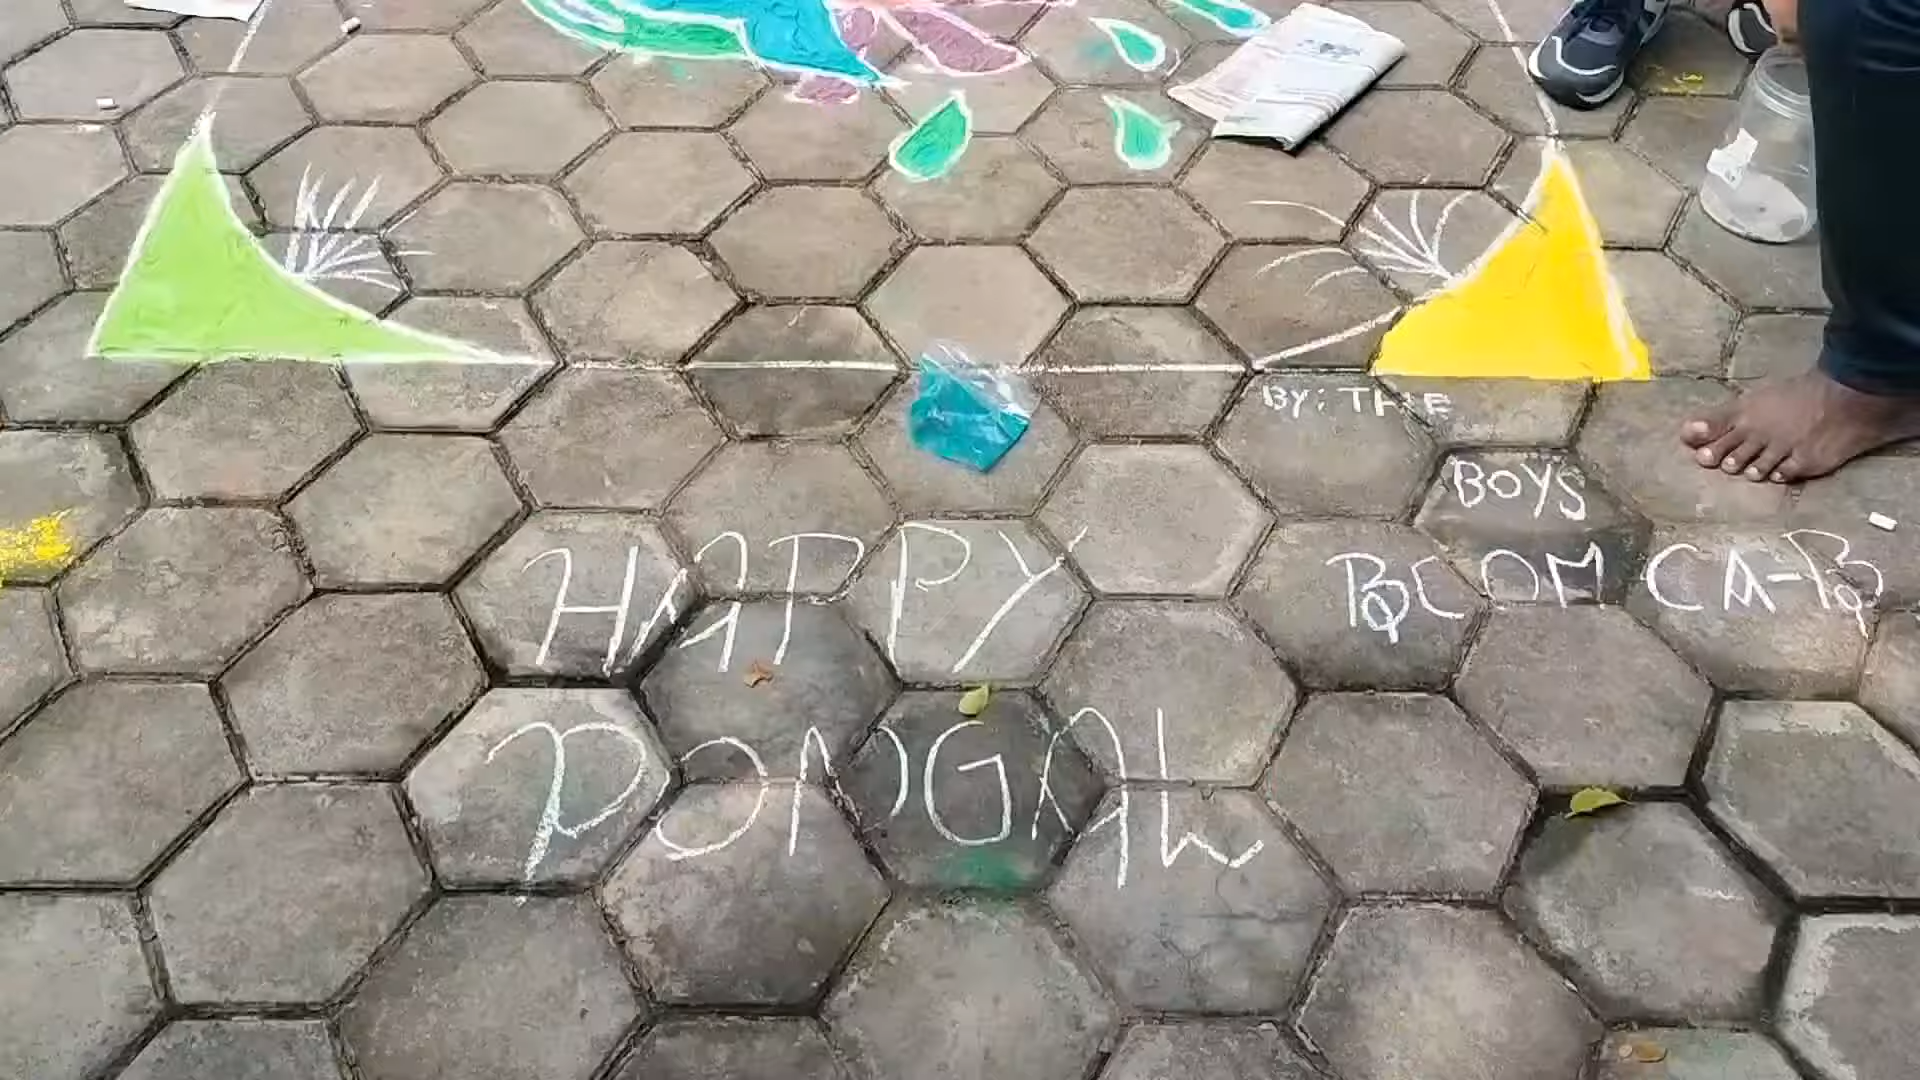 BY: THE
BOYS
BCOM CA-B
HAPPY
PONGAL